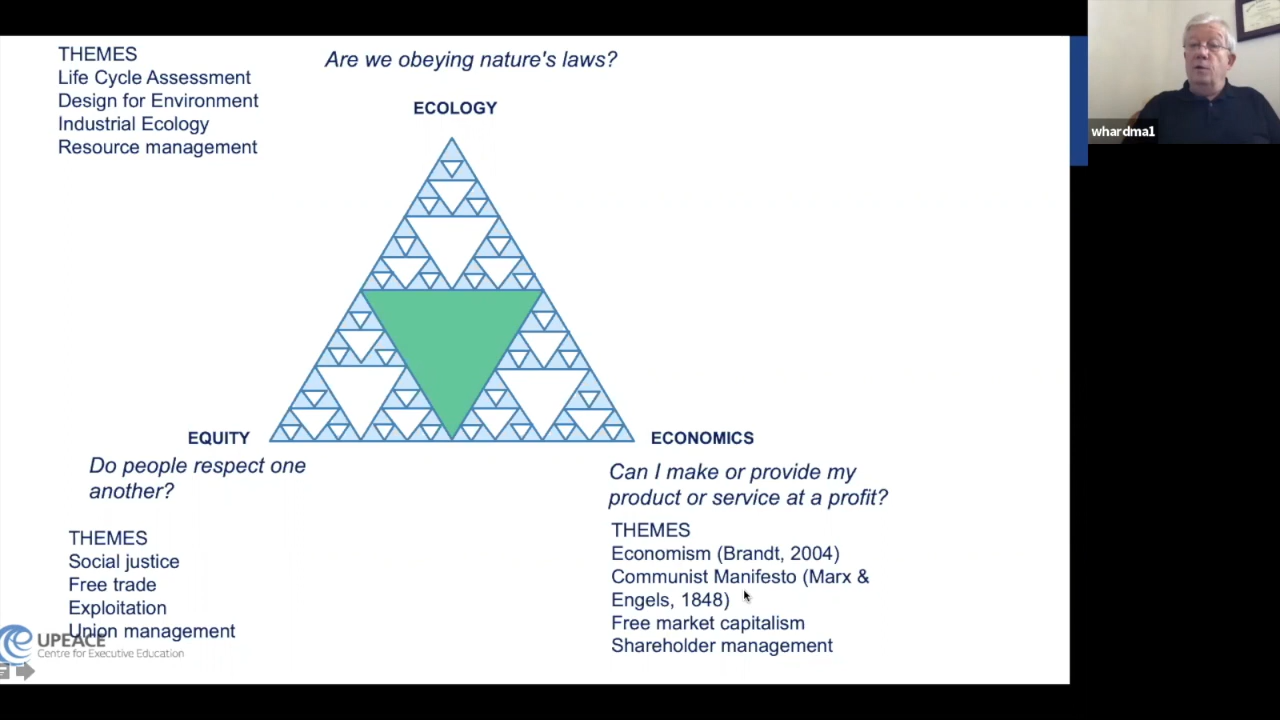 THEMES
Life Cycle Assessment
Design for Environment
Industrial Ecology
Resource management
Are we obeying nature's laws?
ECOLOGY
whardma1
EQUITY
Do people respect one
another?
THEMES
Social justice
Free trade
Exploitation
Union management
ECONOMICS
Can I make or provide my
product or service at a profit?
THEMES
Economism (Brandt, 2004)
Communist Manifesto (Marx &
Engels, 1848)
Free market capitalism
Shareholder management
UPEACE
Centre for Executive Education